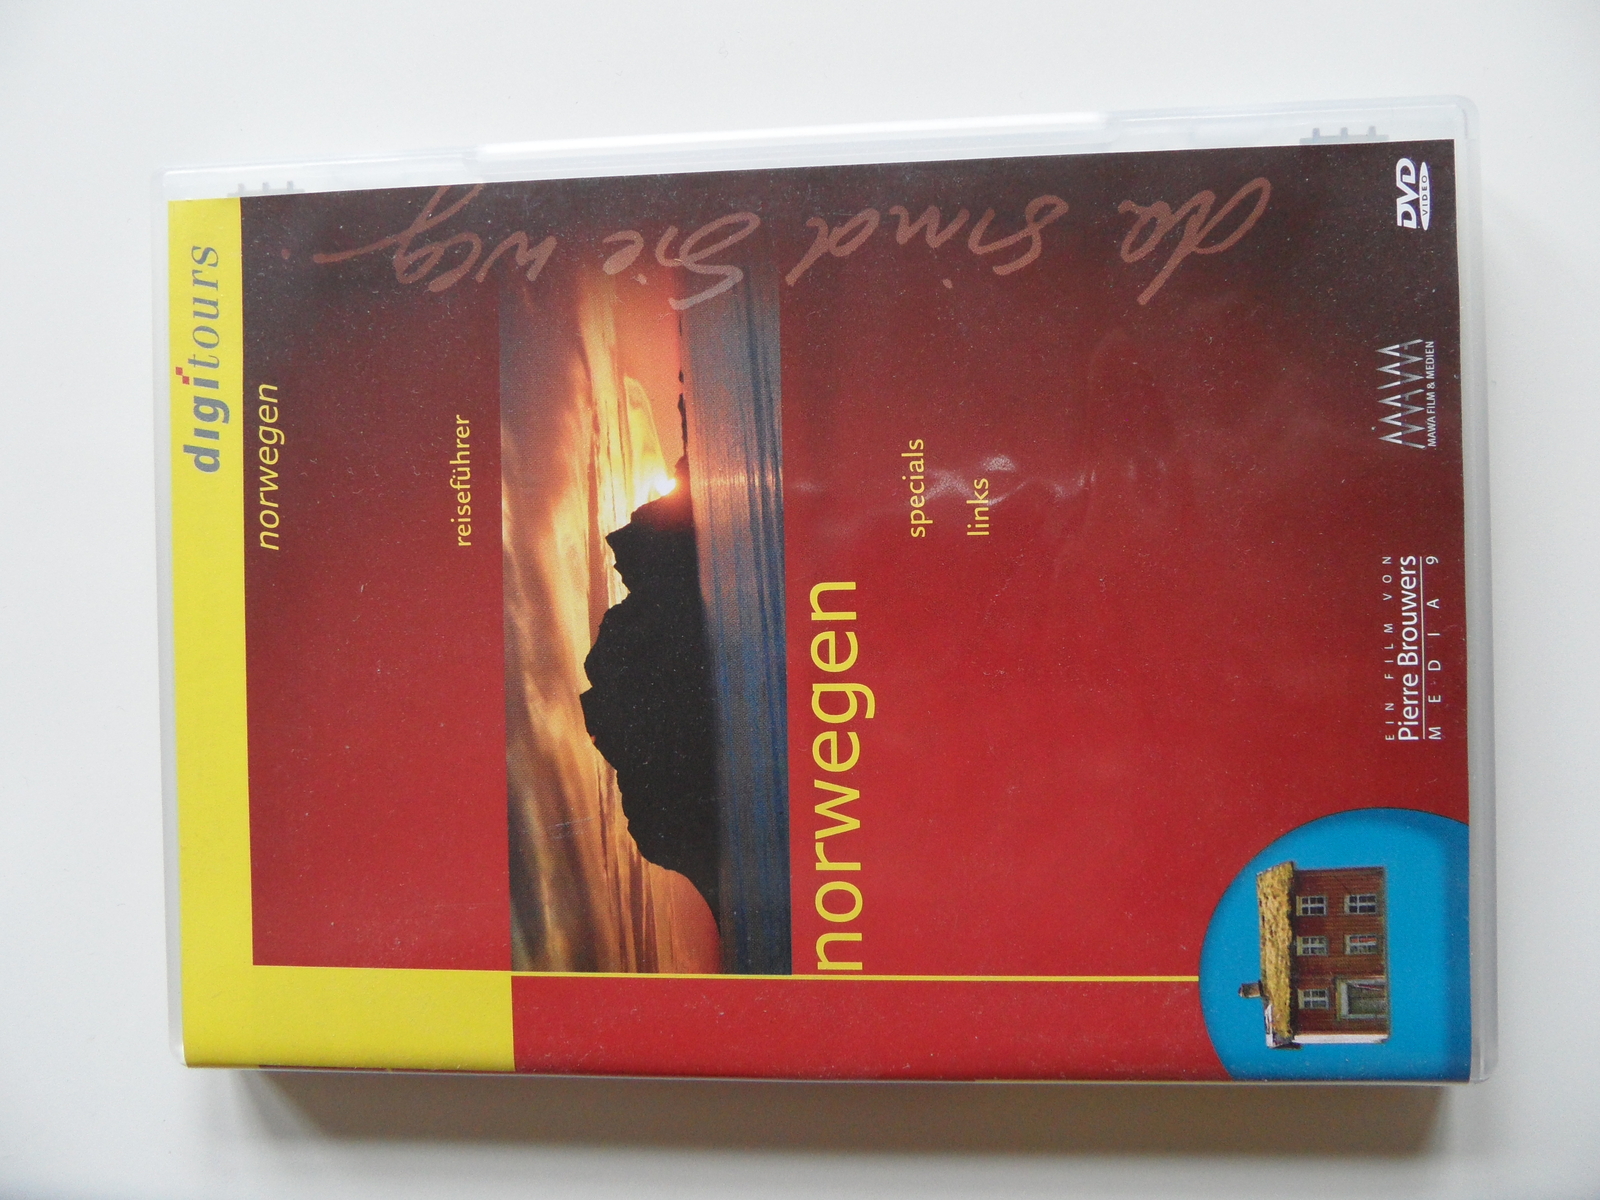 digitours
norwegen
reiseführer
norwegen
specials
links
EIN FILM VON
Pierre Brouwers
MEDIA 9
MAWA
MAWA FILM & MEDIEN
DVD
VIDEO
da sind Sie weg...